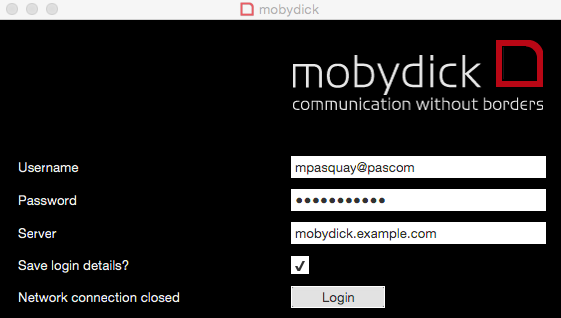 mobydick
mobydick
communication without borders
Username mpasquay@pascom
Password ●●●●●●●●●●●
Server mobydick.example.com
Save login details? ✔
Network connection closed Login